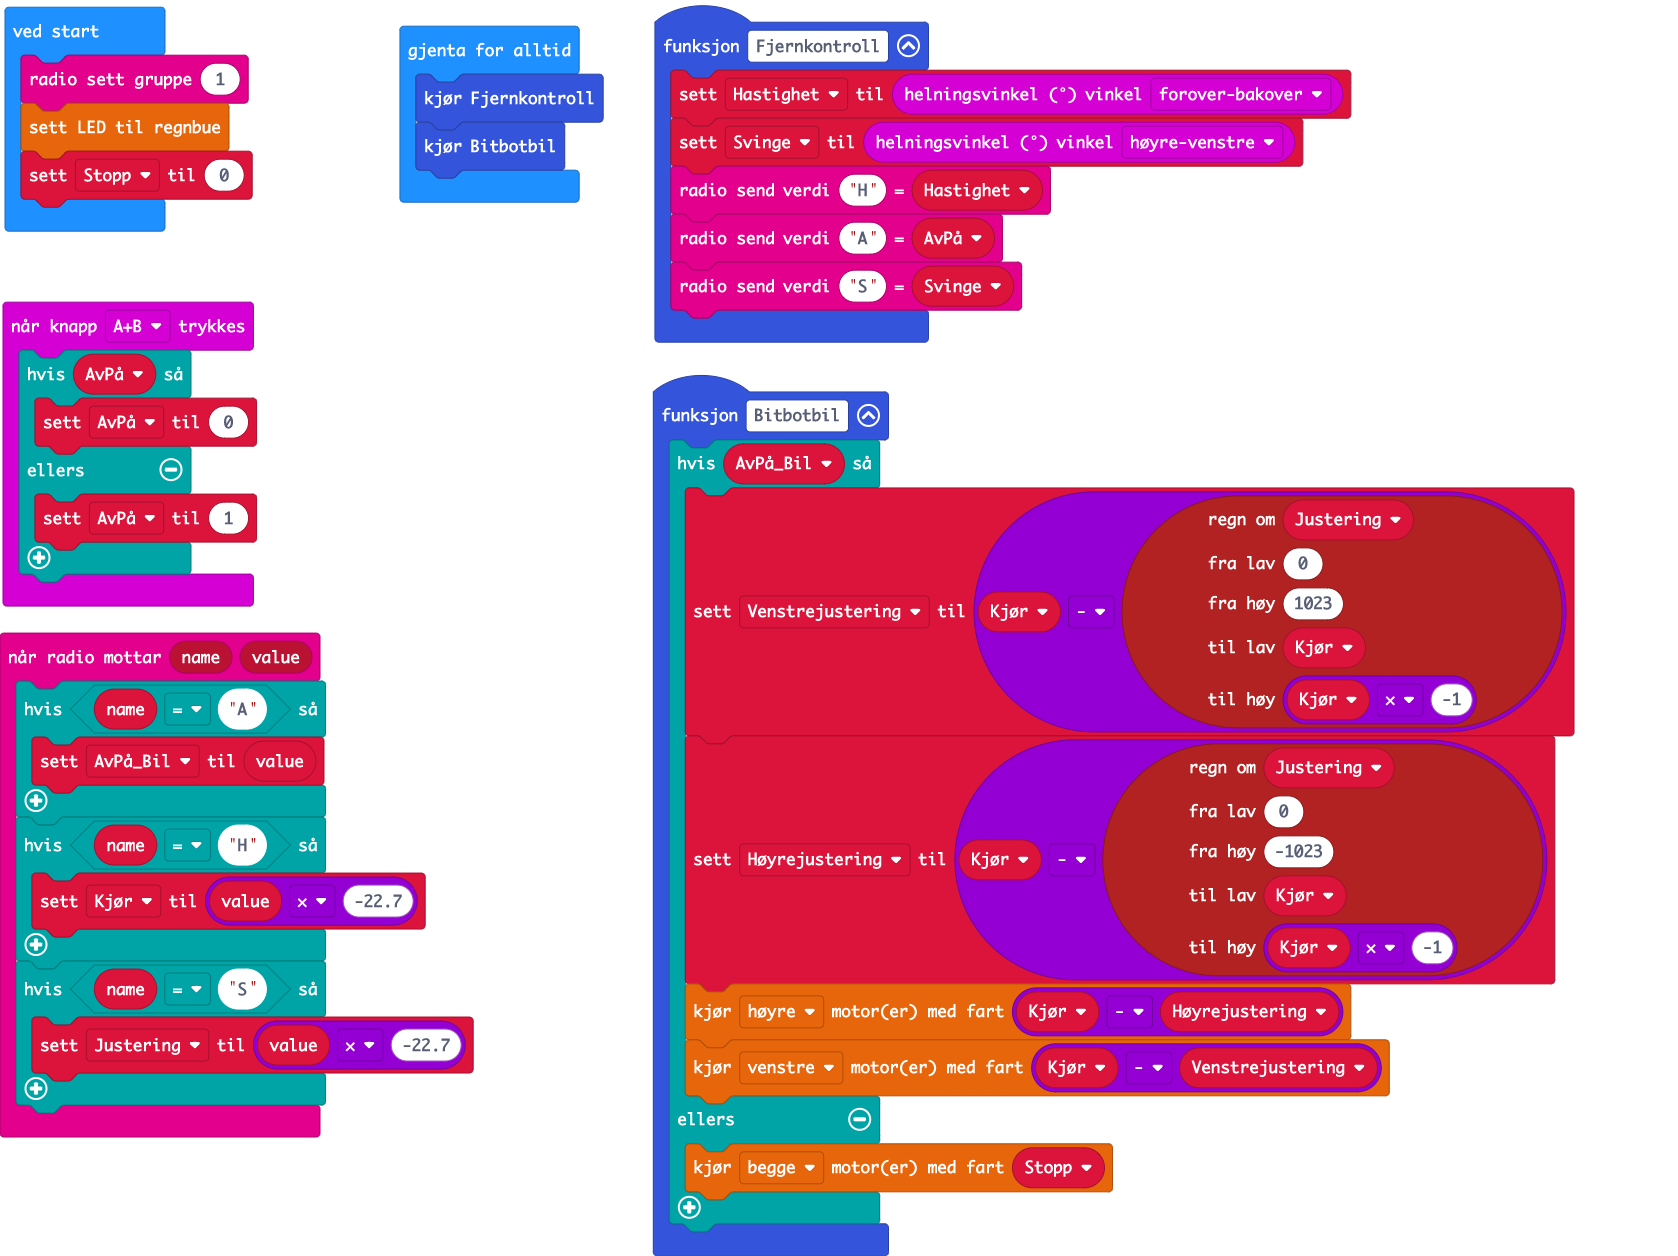 ved start
radio sett gruppe 1
sett LED til regnbue
sett Stopp til 0
gjenta for alltid
kjør Fjernkontroll
kjør Bitbotbil
funksjon Fjernkontroll
sett Hastighet til helningsvinkel (°) vinkel forover-bakover
sett Svinge til helningsvinkel (°) vinkel høyre-venstre
radio send verdi "H" = Hastighet
radio send verdi "A" = AvPå
radio send verdi "S" = Svinge
når knapp A+B trykkes
hvis AvPå så
sett AvPå til 0
ellers
sett AvPå til 1
når radio mottar name value
hvis name = "A" så
sett AvPå_Bil til value
hvis name = "H" så
sett Kjør til value × -22.7
hvis name = "S" så
sett Justering til value × -22.7
funksjon Bitbotbil
hvis AvPå_Bil så
sett Venstrejustering til Kjør -
regn om Justering
fra lav 0
fra høy 1023
til lav Kjør
til høy Kjør × -1
sett Høyrejustering til Kjør -
regn om Justering
fra lav 0
fra høy -1023
til lav Kjør
til høy Kjør × -1
kjør høyre motor(er) med fart Kjør - Høyrejustering
kjør venstre motor(er) med fart Kjør - Venstrejustering
ellers
kjør begge motor(er) med fart Stopp